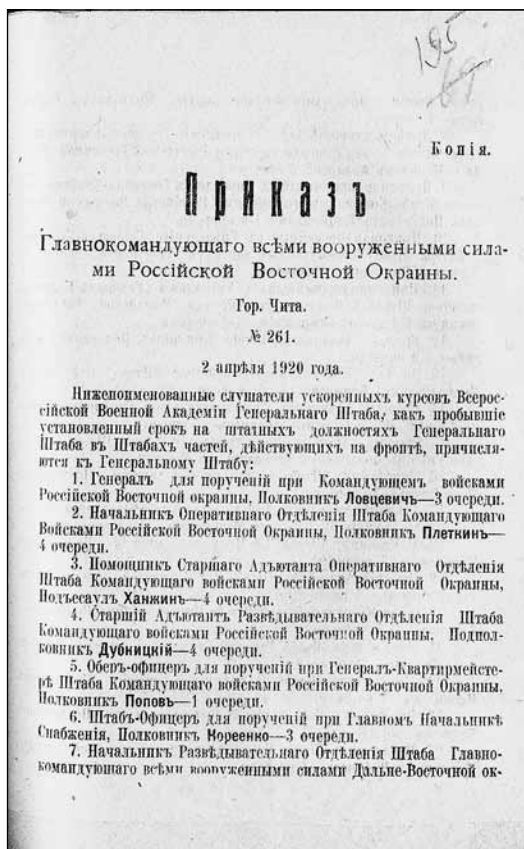 195
Копія.
Приказъ
Главнокомандующаго всѣми вооруженными сила-
ми Россійской Восточной Окраины.
Гор. Чита.
№ 261.
2 апрѣля 1920 года.
Нижепоименованные слушатели ускоренныхъ курсовъ Всерос-
сійской Военной Академіи Генеральнаго Штаба, какъ пробывшіе
установленный срокъ на штатныхъ должностяхъ Генеральнаго
Штаба въ Штабахъ частей, дѣйствующихъ на фронтѣ, причисля-
ются къ Генеральному Штабу:
1. Генералъ для порученій при Командующемъ войсками
Россійской Восточной окраины, Полковникъ Ловцевичъ—3 очереди.
2. Начальникъ Оперативнаго Отдѣленія Штаба Командующаго
Войсками Россійской Восточной Окраины, Полковникъ Плеткинъ—
4 очереди.
3. Помощникъ Старшаго Адъютанта Оперативнаго Отдѣленія
Штаба Командующаго войсками Россійской Восточной Окраины,
Подъесаулъ Ханжинъ—4 очереди.
4. Старшій Адъютантъ Развѣдывательнаго Отдѣленія Штаба
Командующаго войсками Россійской Восточной Окраины, Подпол-
ковникъ Дубницкій—4 очереди.
5. Оберъ-офицеръ для порученій при Генералъ-Квартирмейсте-
рѣ Штаба Командующаго войсками Россійской Восточной Окраины,
Полковникъ Поповъ—1 очереди.
6. Штабъ-Офицеръ для порученій при Главномъ Начальникѣ
Снабженія, Полковникъ Кореенко—3 очереди.
7. Начальникъ Развѣдывательнаго Отдѣленія Штаба Главно-
командующаго всѣми вооруженными силами Дальне-Восточной ок-